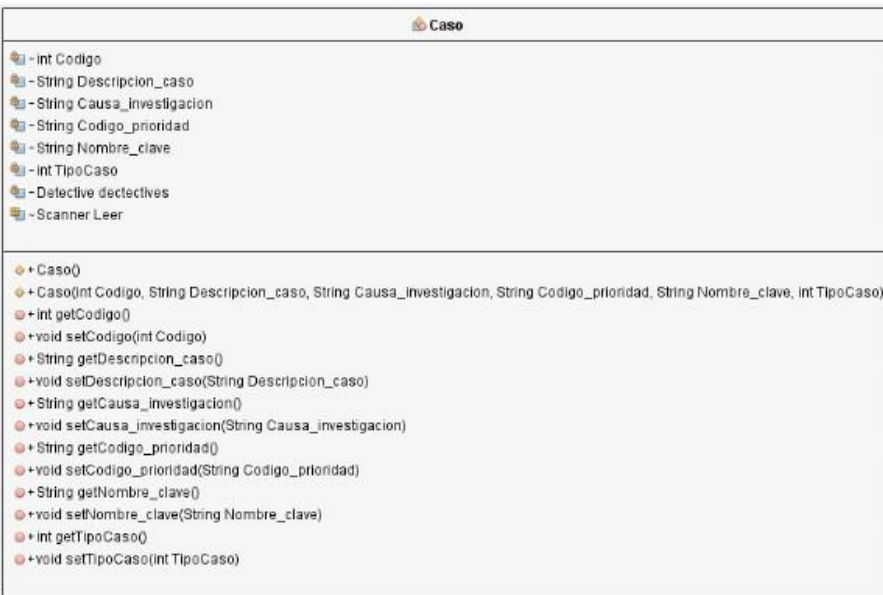 Caso
- int Codigo
- String Descripcion_caso
- String Causa_investigacion
- String Codigo_prioridad
- String Nombre_clave
- int TipoCaso
- Detective dectectives
~ Scanner Leer
+ Caso()
+ Caso(int Codigo, String Descripcion_caso, String Causa_investigacion, String Codigo_prioridad, String Nombre_clave, int TipoCaso)
+ int getCodigo()
+ void setCodigo(int Codigo)
+ String getDescripcion_caso()
+ void setDescripcion_caso(String Descripcion_caso)
+ String getCausa_investigacion()
+ void setCausa_investigacion(String Causa_investigacion)
+ String getCodigo_prioridad()
+ void setCodigo_prioridad(String Codigo_prioridad)
+ String getNombre_clave()
+ void setNombre_clave(String Nombre_clave)
+ int getTipoCaso()
+ void setTipoCaso(int TipoCaso)